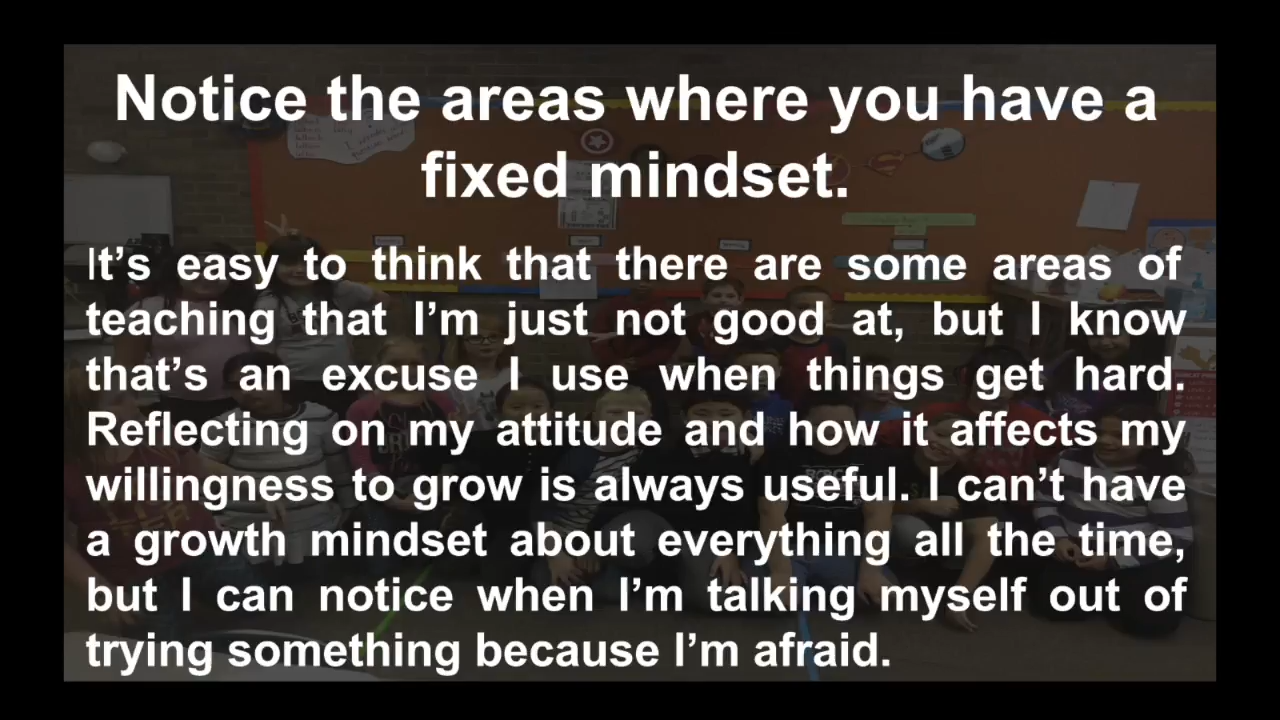 Notice the areas where you have a
fixed mindset.
It’s easy to think that there are some areas of
teaching that I’m just not good at, but I know
that’s an excuse I use when things get hard.
Reflecting on my attitude and how it affects my
willingness to grow is always useful. I can’t have
a growth mindset about everything all the time,
but I can notice when I’m talking myself out of
trying something because I’m afraid.